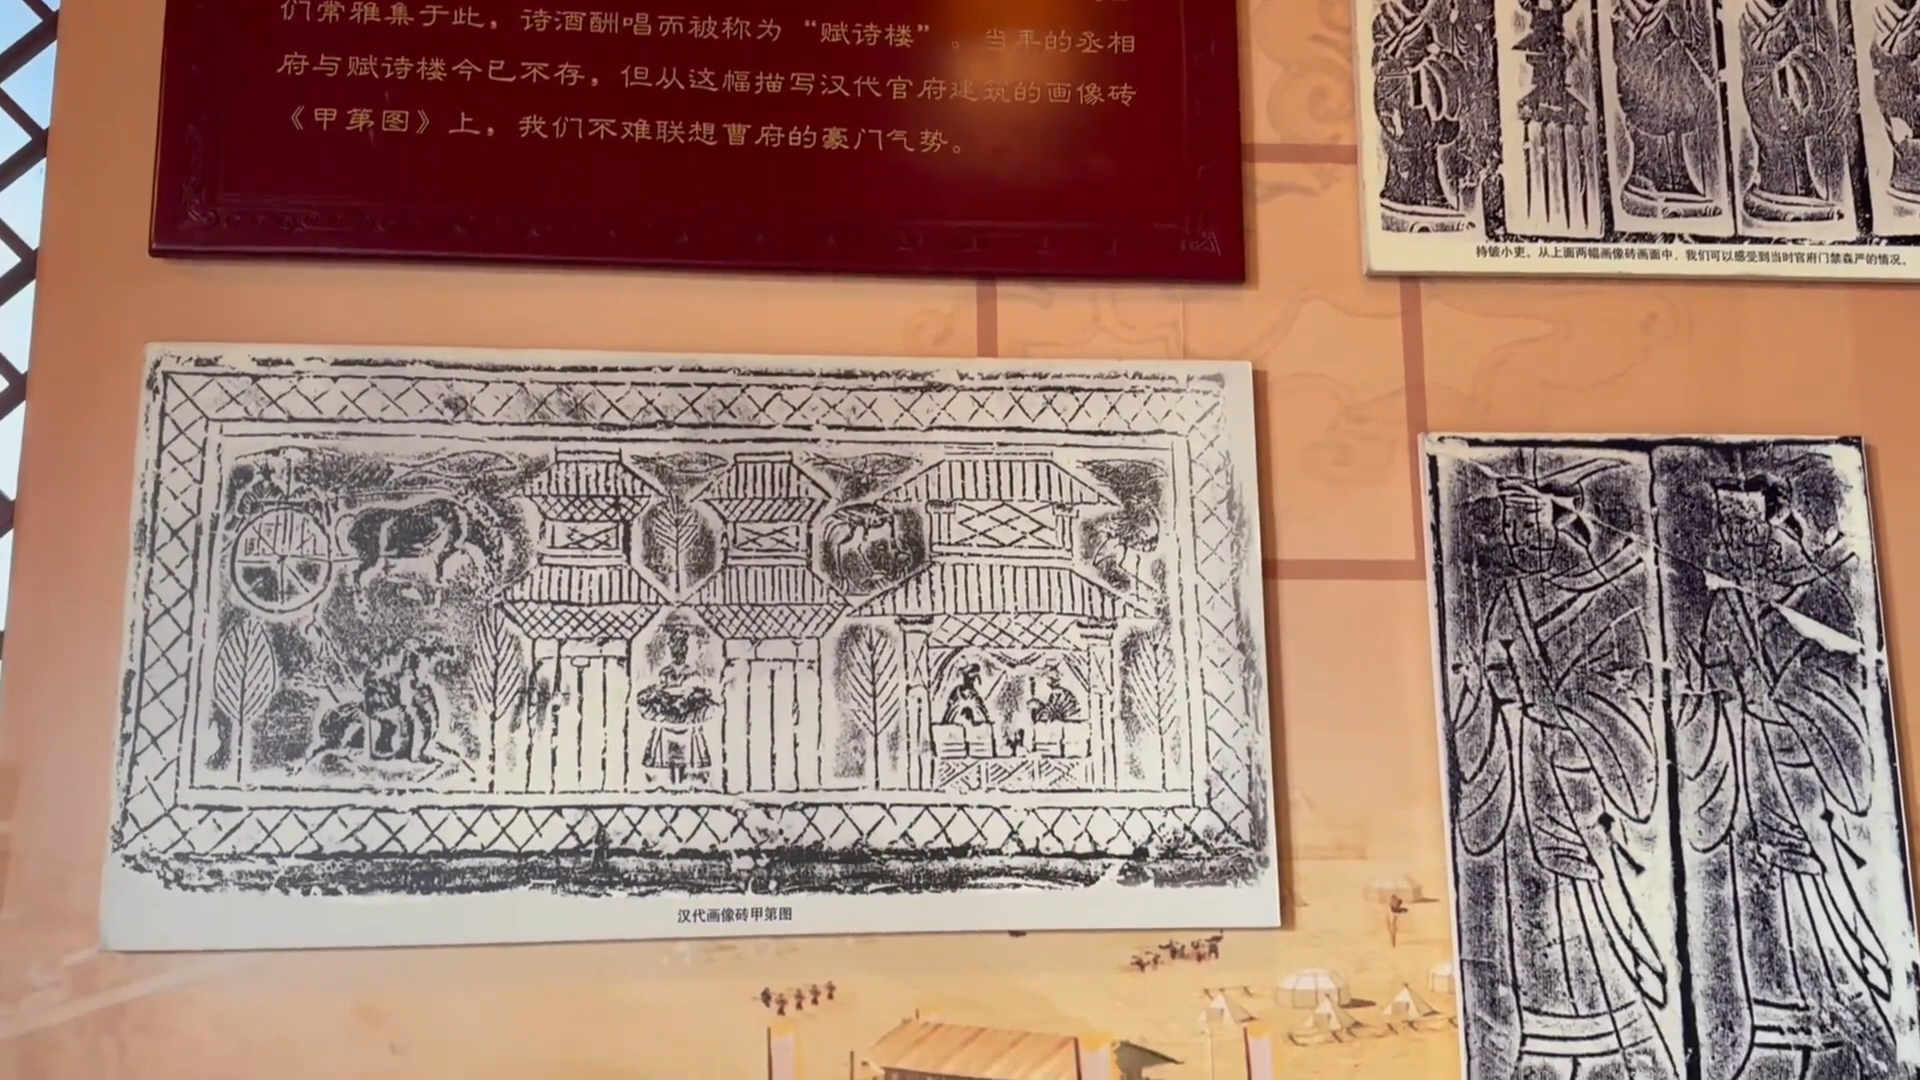 们常雅集于此，诗酒酬唱而被称为“赋诗楼”。当年的丞相
府与赋诗楼今已不存，但从这幅描写汉代官府建筑的画像砖
《甲第图》上，我们不难联想曹府的豪门气势。
持皷小吏。从上面两幅画像砖画面中，我们可以感受到当时官府门禁森严的情况。
汉代画像砖甲第图